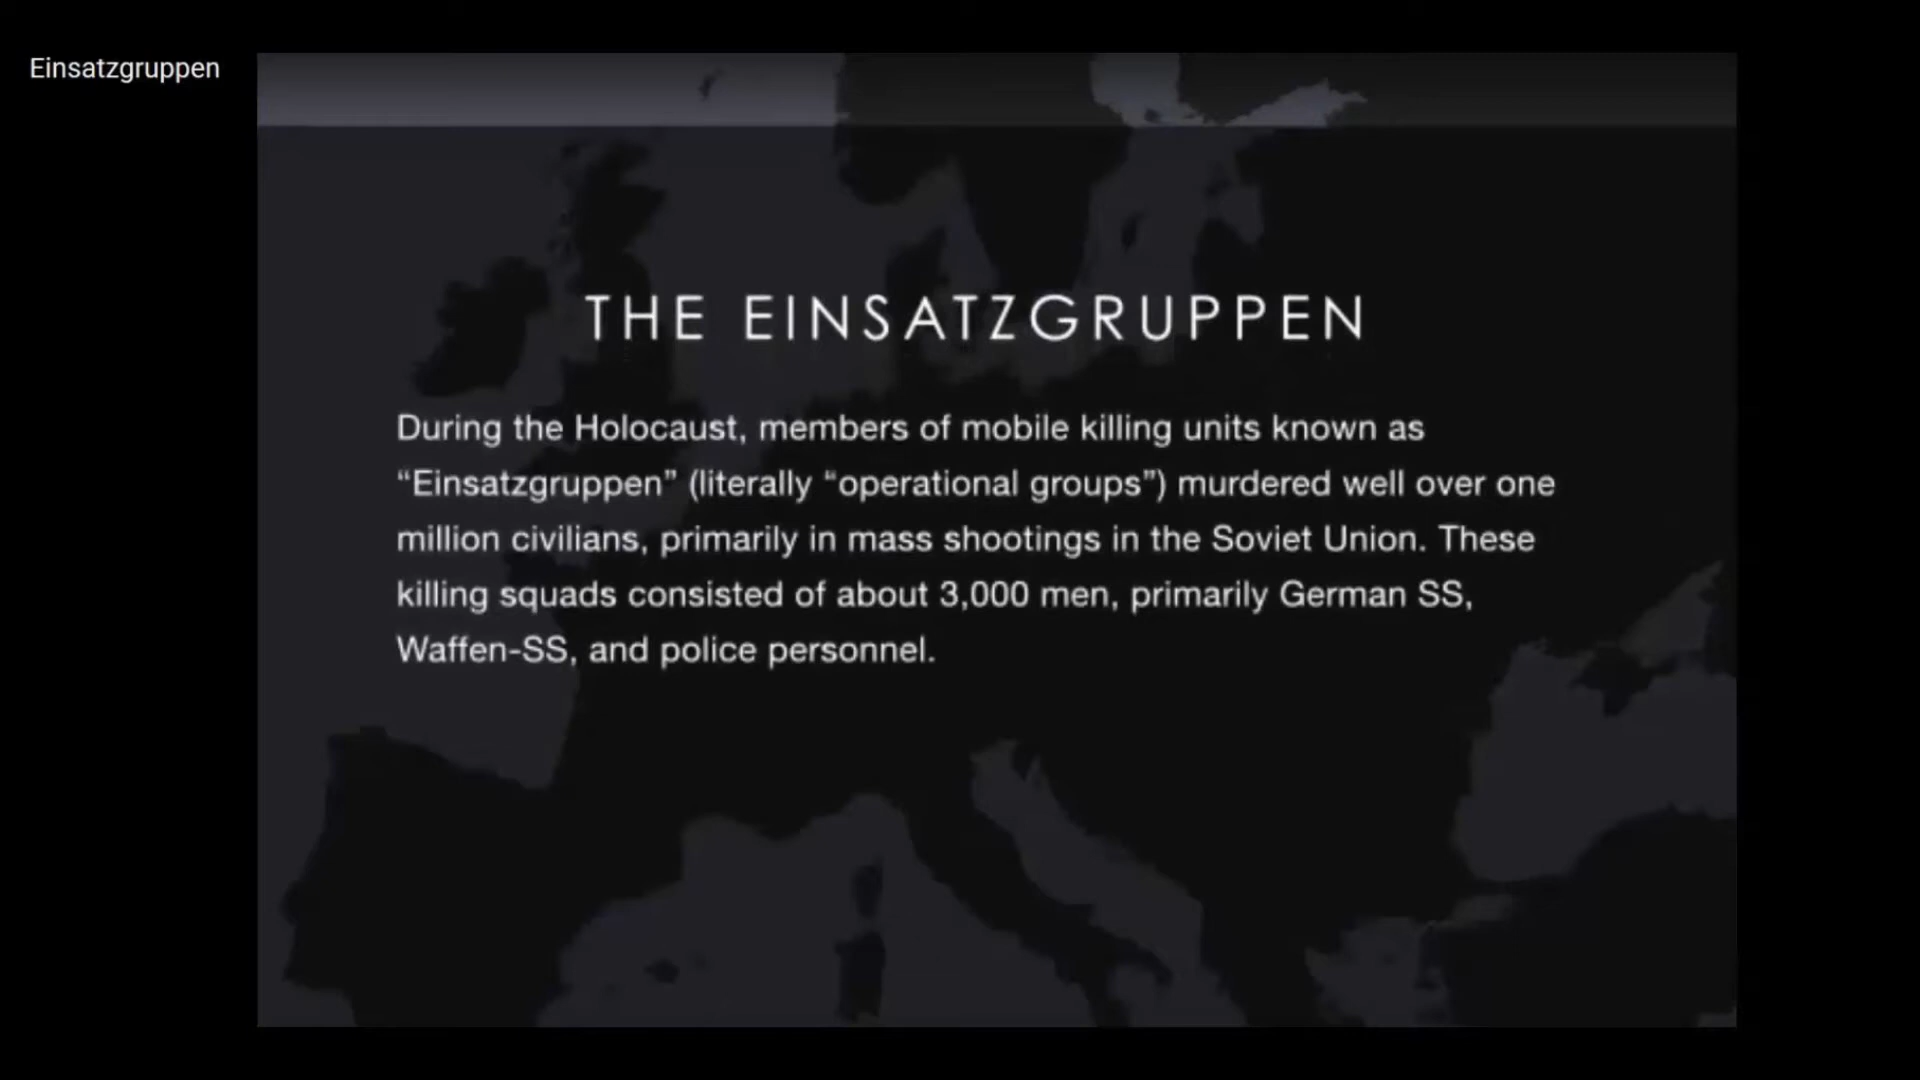 Einsatzgruppen
THE EINSATZGRUPPEN
During the Holocaust, members of mobile killing units known as
“Einsatzgruppen” (literally “operational groups”) murdered well over one
million civilians, primarily in mass shootings in the Soviet Union. These
killing squads consisted of about 3,000 men, primarily German SS,
Waffen-SS, and police personnel.